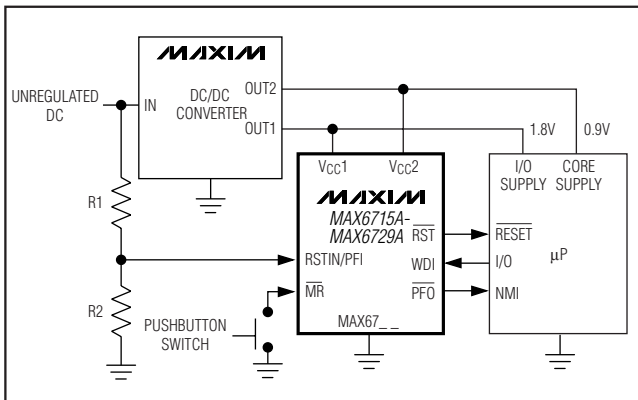 MAXIM
UNREGULATED
DC
IN
DC/DC
CONVERTER
OUT2
OUT1
1.8V
0.9V
R1
R2
VCC1
VCC2
MAXIM
MAX6715A-
MAX6729A
RST
RSTIN/PFI
WDI
MR
PFO
MAX67_ _
PUSHBUTTON
SWITCH
I/O
SUPPLY
CORE
SUPPLY
RESET
I/O
µP
NMI